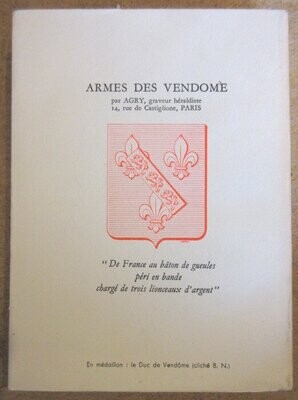 ARMES DES VENDOME
par AGRY, graveur héraldiste
14, rue de Castiglione, PARIS
" De France au bâton de gueules
péri en bande
chargé de trois lionceaux d'argent"
En médaillon : le Duc de Vendôme (cliché B. N.)